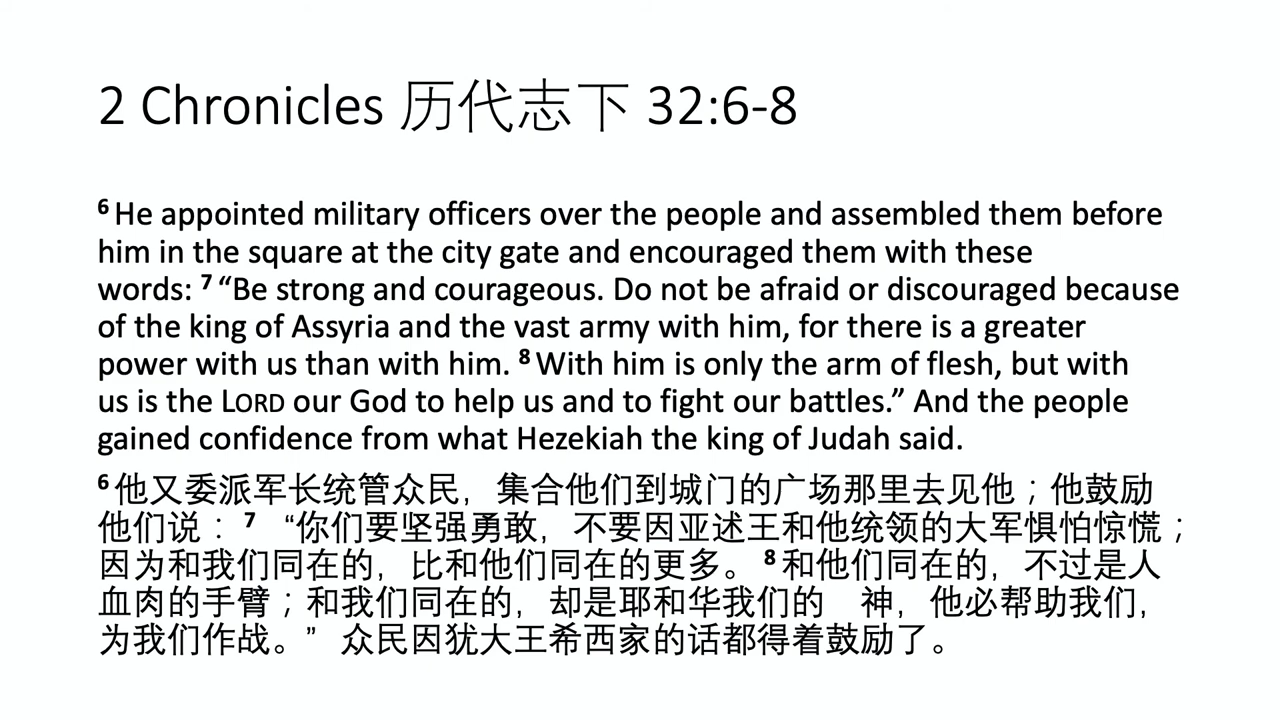 2 Chronicles 历代志下 32:6-8
6 He appointed military officers over the people and assembled them before
him in the square at the city gate and encouraged them with these
words: 7 “Be strong and courageous. Do not be afraid or discouraged because
of the king of Assyria and the vast army with him, for there is a greater
power with us than with him. 8 With him is only the arm of flesh, but with
us is the LORD our God to help us and to fight our battles.” And the people
gained confidence from what Hezekiah the king of Judah said.
6 他又委派军长统管众民，集合他们到城门的广场那里去见他；他鼓励
他们说：7 “你们要坚强勇敢，不要因亚述王和他统领的大军惧怕惊慌；
因为和我们同在的，比和他们同在的更多。8 和他们同在的，不过是人
血肉的手臂；和我们同在的，却是耶和华我们的　神，他必帮助我们，
为我们作战。” 众民因犹大王希西家的话都得着鼓励了。